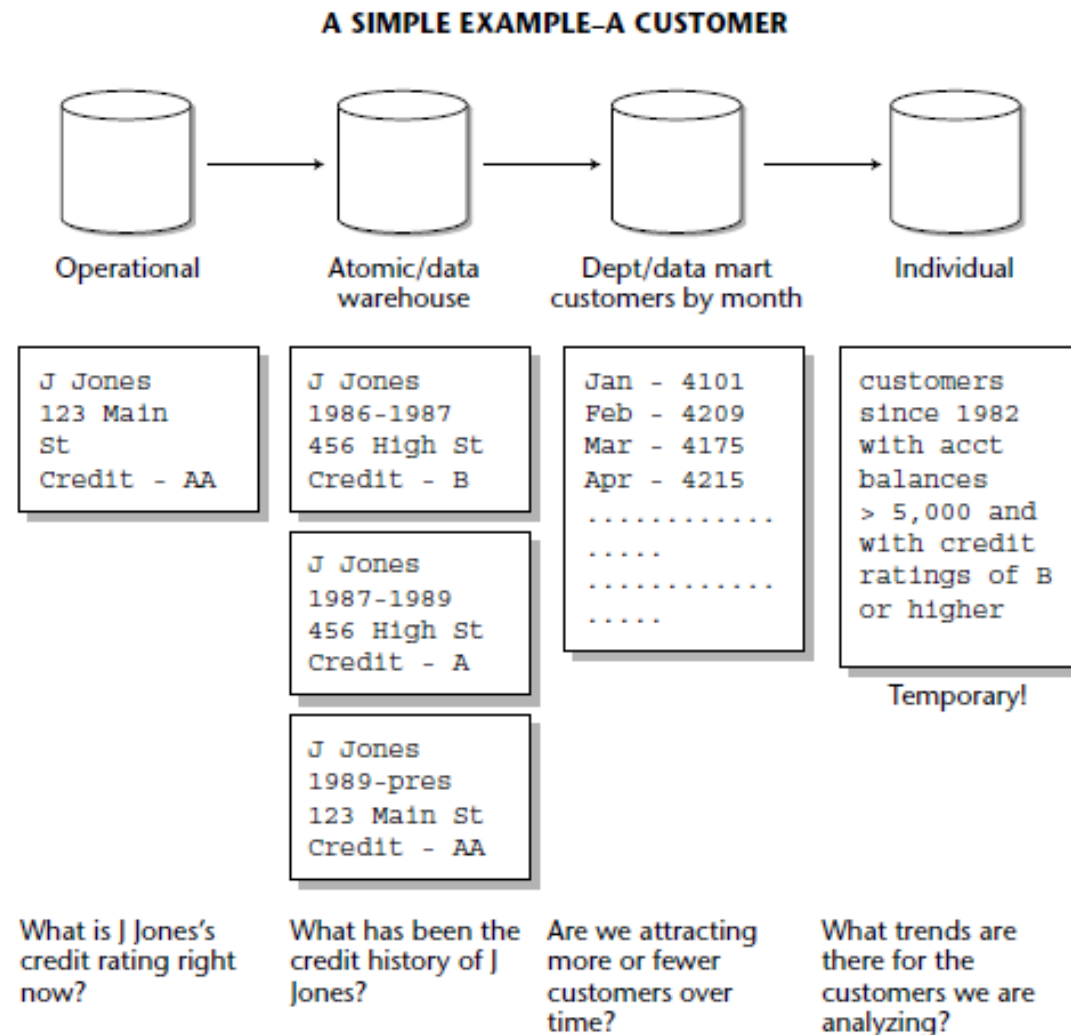 A SIMPLE EXAMPLE–A CUSTOMER
Operational
Atomic/data
warehouse
Dept/data mart
customers by month
Individual
J Jones
123 Main
St
Credit - AA
J Jones
1986-1987
456 High St
Credit - B
J Jones
1987-1989
456 High St
Credit - A
J Jones
1989-pres
123 Main St
Credit - AA
Jan - 4101
Feb - 4209
Mar - 4175
Apr - 4215
............
.....
............
.....
customers
since 1982
with acct
balances
> 5,000 and
with credit
ratings of B
or higher
Temporary!
What is J Jones's
credit rating right
now?
What has been the
credit history of J
Jones?
Are we attracting
more or fewer
customers over
time?
What trends are
there for the
customers we are
analyzing?